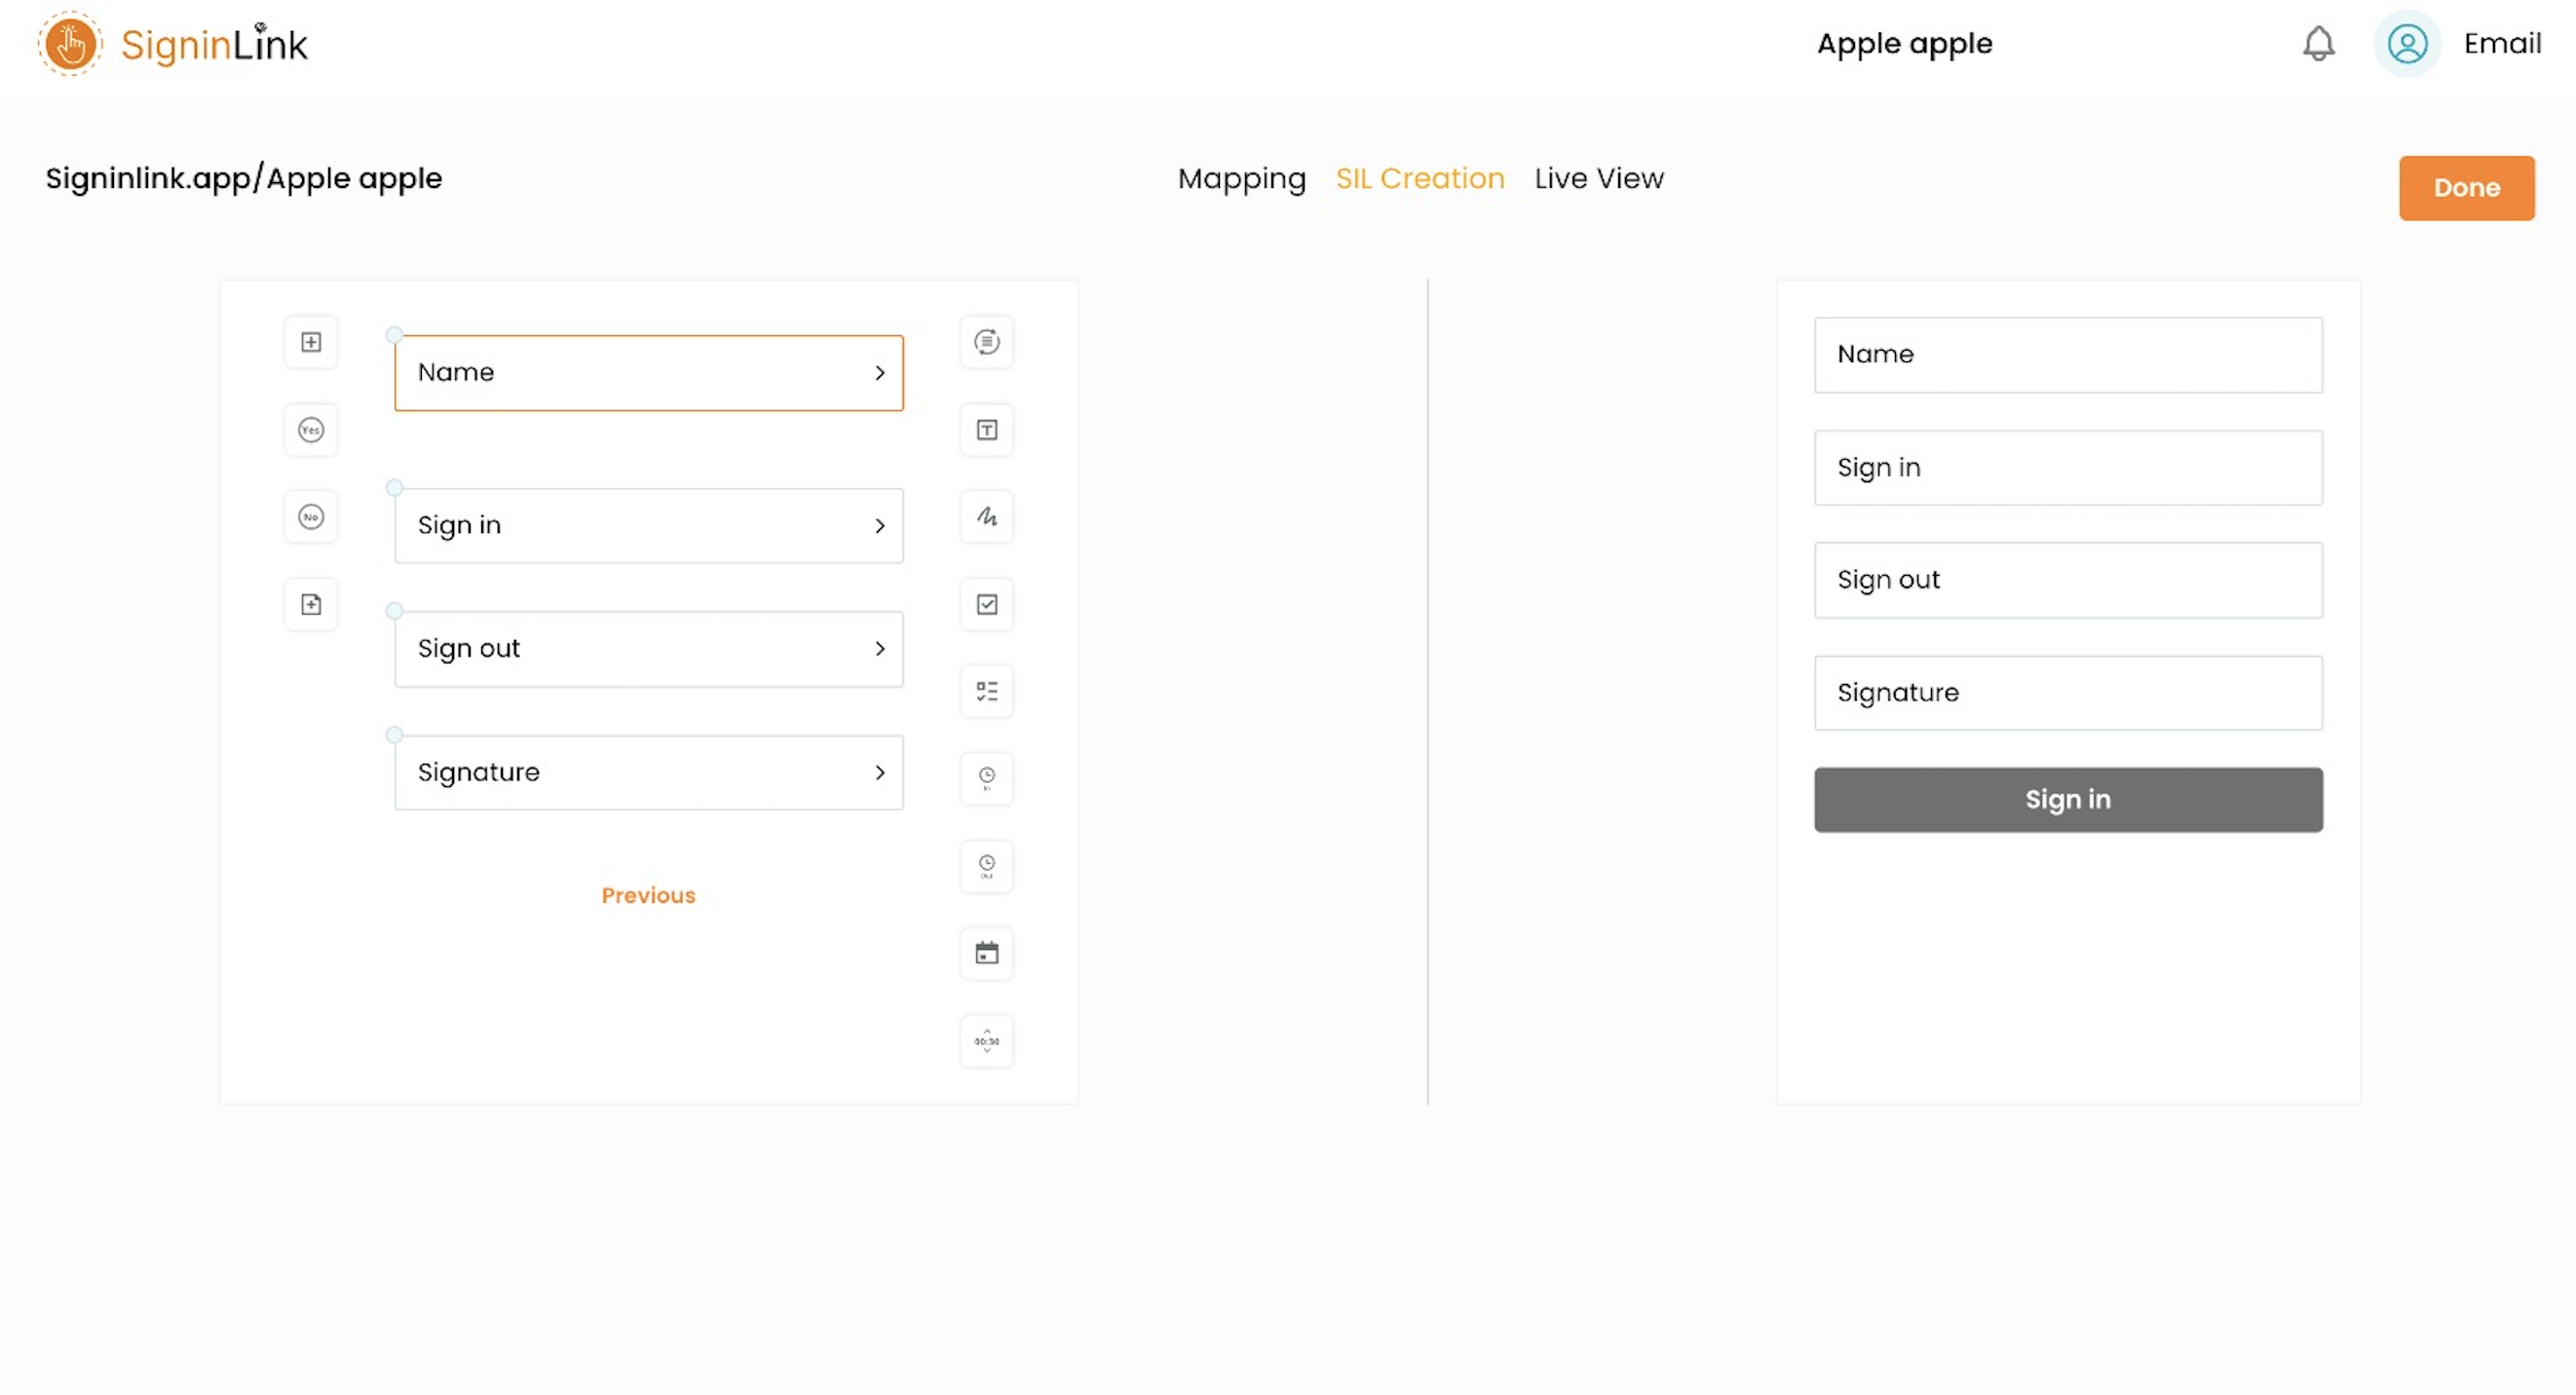 SigninLink
Apple apple
Email
Signinlink.app/Apple apple
Mapping
SIL Creation
Live View
Done
Name
Sign in
Sign out
Signature
Previous
Yes
No
In
Out
00:30
Name
Sign in
Sign out
Signature
Sign in